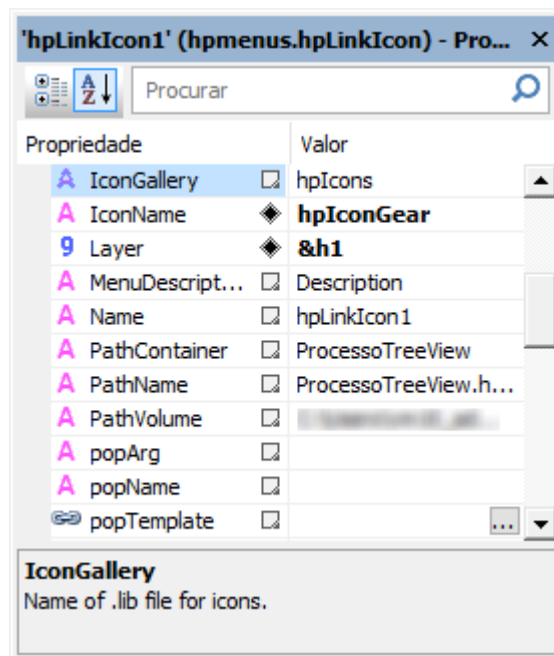 'hpLinkIcon1' (hpmenus.hpLinkIcon) - Pro...
Procurar
Propriedade Valor
IconGallery hpIcons
IconName hpIconGear
Layer &h1
MenuDescript... Description
Name hpLinkIcon1
PathContainer ProcessoTreeView
PathName ProcessoTreeView.h...
PathVolume
popArg
popName
popTemplate ...
IconGallery
Name of .lib file for icons.